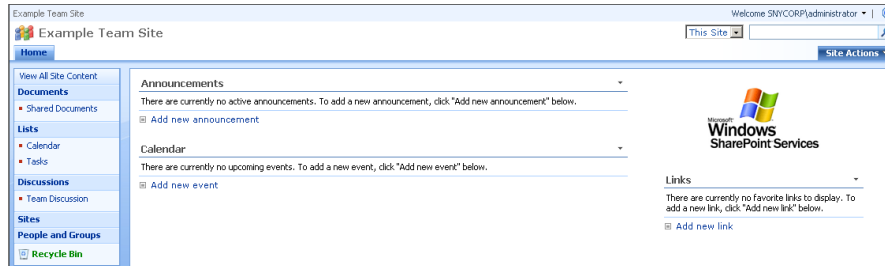 Example Team Site
Welcome SNYCORP\administrator
Example Team Site
This Site
Home
Site Actions
View All Site Content
Documents
Shared Documents
Lists
Calendar
Tasks
Discussions
Team Discussion
Sites
People and Groups
Recycle Bin
Announcements
There are currently no active announcements. To add a new announcement, click "Add new announcement" below.
Add new announcement
Calendar
There are currently no upcoming events. To add a new event, click "Add new event" below.
Add new event
Microsoft
Windows
SharePoint Services
Links
There are currently no favorite links to display. To
add a new link, click "Add new link" below.
Add new link